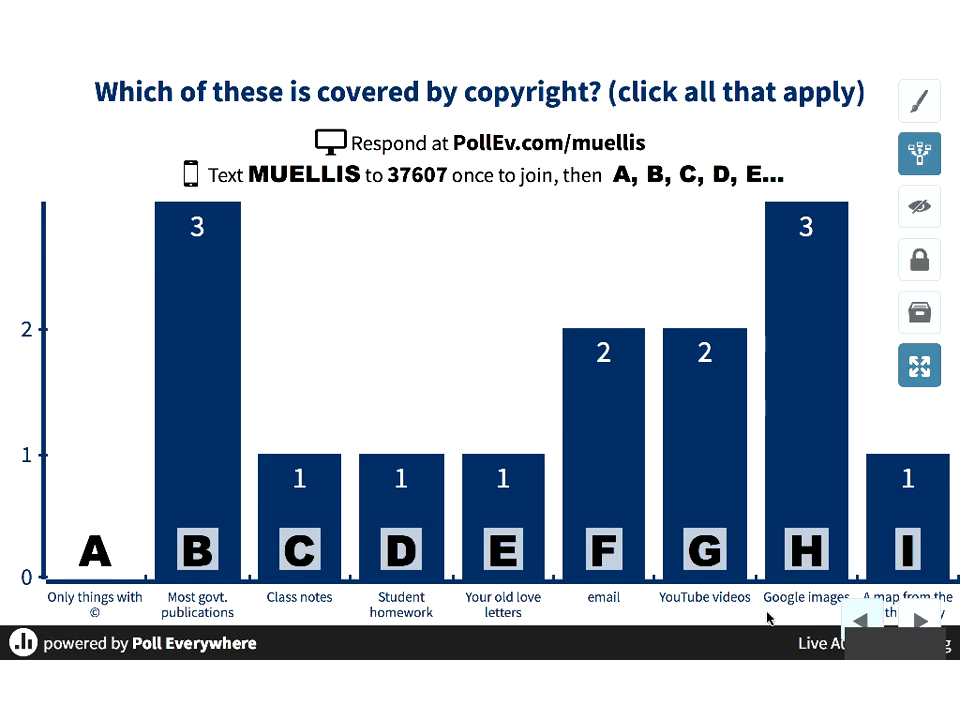 Which of these is covered by copyright? (click all that apply)
Respond at PollEv.com/muellis
Text MUELLIS to 37607 once to join, then A, B, C, D, E...
3
3
2
2
2
1
1
1
1
1
0
A
B
C
D
E
F
G
H
I
Only things with
©
Most govt.
publications
Class notes
Student
homework
Your old love
letters
email
YouTube videos
Google images
A map from the
powered by Poll Everywhere
Live